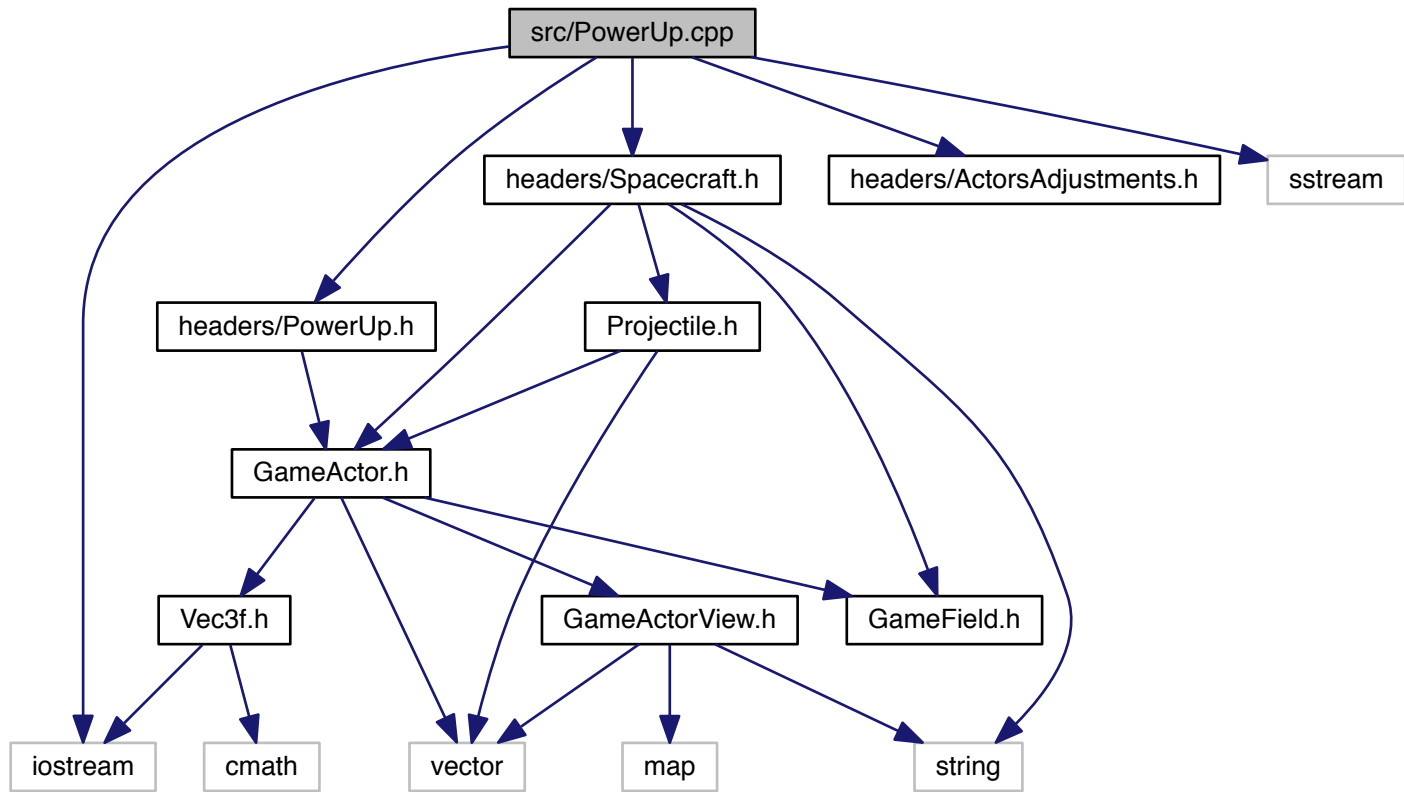 src/PowerUp.cpp
headers/Spacecraft.h
headers/ActorsAdjustments.h
sstream
headers/PowerUp.h
Projectile.h
GameActor.h
Vec3f.h
GameActorView.h
GameField.h
iostream
cmath
vector
map
string